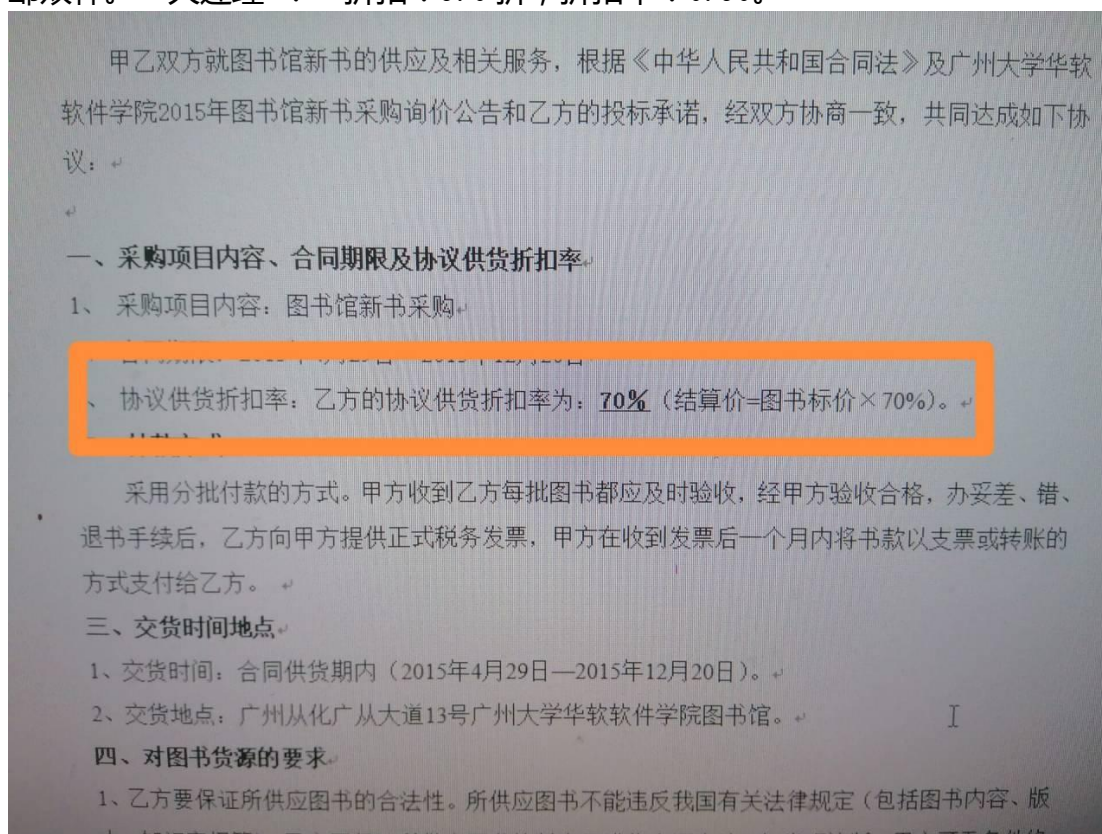 甲乙双方就图书馆新书的供应及相关服务，根据《中华人民共和国合同法》及广州大学华软
软件学院2015年图书馆新书采购询价公告和乙方的投标承诺，经双方协商一致，共同达成如下协
议：
一、采购项目内容、合同期限及协议供货折扣率
1、 采购项目内容：图书馆新书采购
、 协议供货折扣率：乙方的协议供货折扣率为：70%（结算价=图书标价×70%）。
采用分批付款的方式。甲方收到乙方每批图书都应及时验收，经甲方验收合格，办妥差、错、
退书手续后，乙方向甲方提供正式税务发票，甲方在收到发票后一个月内将书款以支票或转账的
方式支付给乙方。
三、交货时间地点
1、交货时间：合同供货期内（2015年4月29日—2015年12月20日）。
2、交货地点：广州从化广从大道13号广州大学华软软件学院图书馆。
四、对图书货源的要求
1、乙方要保证所供应图书的合法性。所供应图书不能违反我国有关法律规定（包括图书内容、版